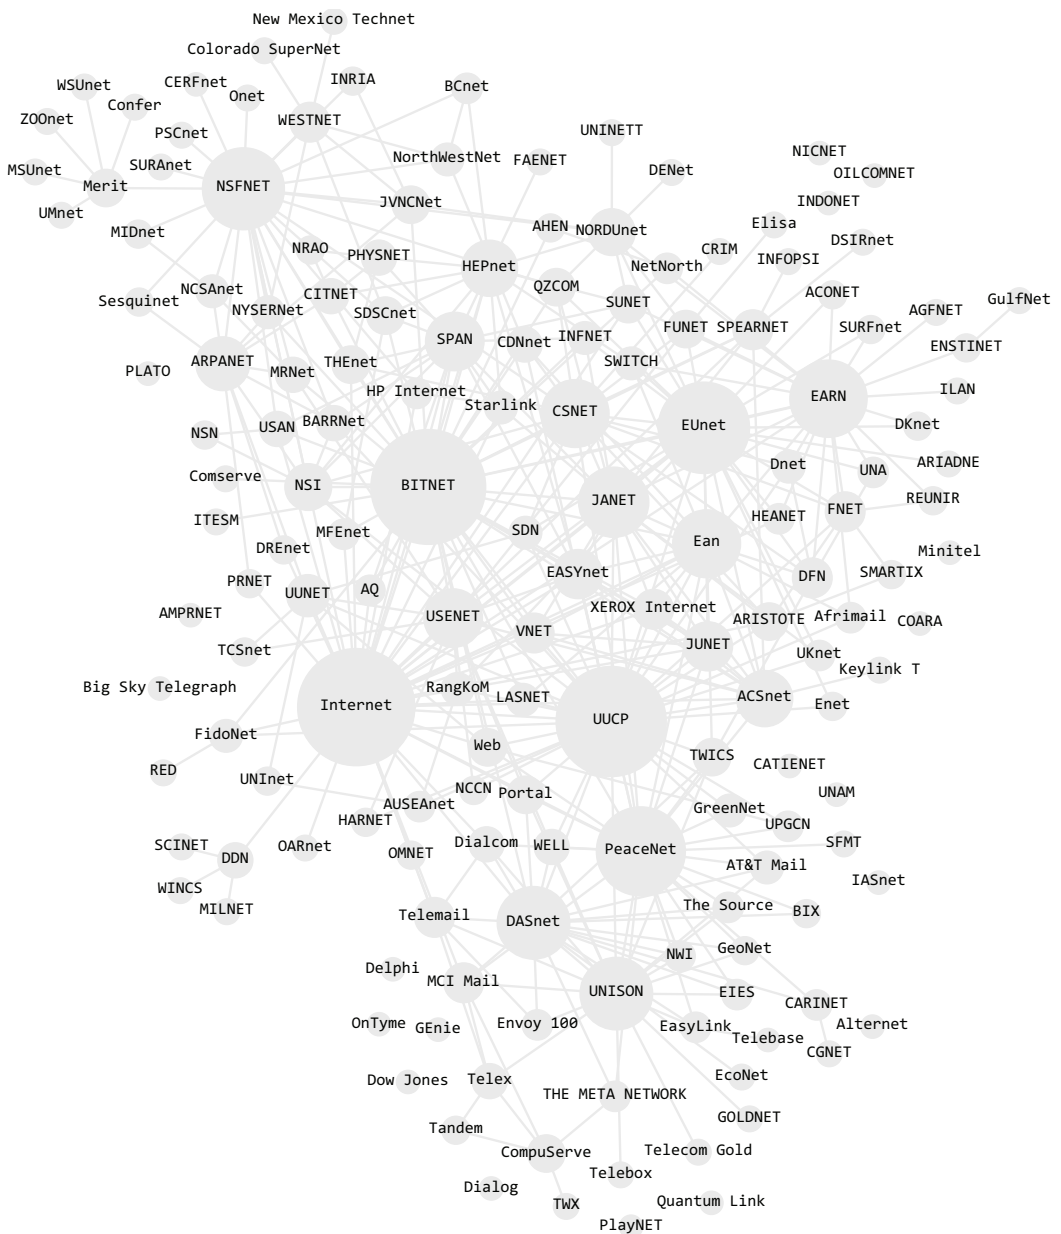 New Mexico Technet
Colorado SuperNet
WSUnet
CERFnet
INRIA
BCnet
Confer
Onet
ZOOnet
WESTNET
PSCnet
UNINETT
NICNET
MSUnet
SURAnet
NorthWestNet
FAENET
DENet
OILCOMNET
Merit
NSFNET
JVNCNet
INDONET
UMnet
MIDnet
AHEN
NORDUnet
Elisa
DSIRnet
NRAO
PHYSNET
HEPnet
NetNorth
CRIM
INFOPSI
Sesquinet
NCSAnet
NYSERNet
CITNET
SDSCnet
QZCOM
SUNET
ACONET
AGFNET
GulfNet
ARPANET
SPAN
CDNnet
INFNET
FUNET
SPEARNET
SURFnet
ENSTINET
PLATO
MRNet
THEnet
SWITCH
HP Internet
Starlink
CSNET
EARN
ILAN
NSN
USAN
BARRNet
EUnet
DKnet
Comserve
NSI
BITNET
JANET
Dnet
UNA
ARIADNE
ITESM
MFEnet
SDN
HEANET
FNET
REUNIR
DREnet
Ean
Minitel
PRNET
UUNET
AQ
EASYnet
DFN
SMARTIX
AMPRNET
USENET
XEROX Internet
ARISTOTE
Afrimail
COARA
TCSnet
VNET
JUNET
UKnet
Keylink T
Big Sky Telegraph
Internet
RangKoM
LASNET
UUCP
ACSnet
Enet
FidoNet
Web
TWICS
CATIENET
RED
UNInet
NCCN
Portal
UNAM
AUSEAnet
GreenNet
HARNET
UPGCN
SCINET
DDN
OARnet
OMNET
Dialcom
WELL
PeaceNet
SFMT
AT&T Mail
WINCS
IASnet
MILNET
Telemail
DASnet
The Source
BIX
Delphi
MCI Mail
NWI
GeoNet
UNISON
EIES
CARINET
OnTyme
GEnie
Envoy 100
EasyLink
Telebase
Alternet
CGNET
Dow Jones
Telex
THE META NETWORK
EcoNet
GOLDNET
Tandem
CompuServe
Telecom Gold
Telebox
Dialog
TWX
Quantum Link
PlayNET